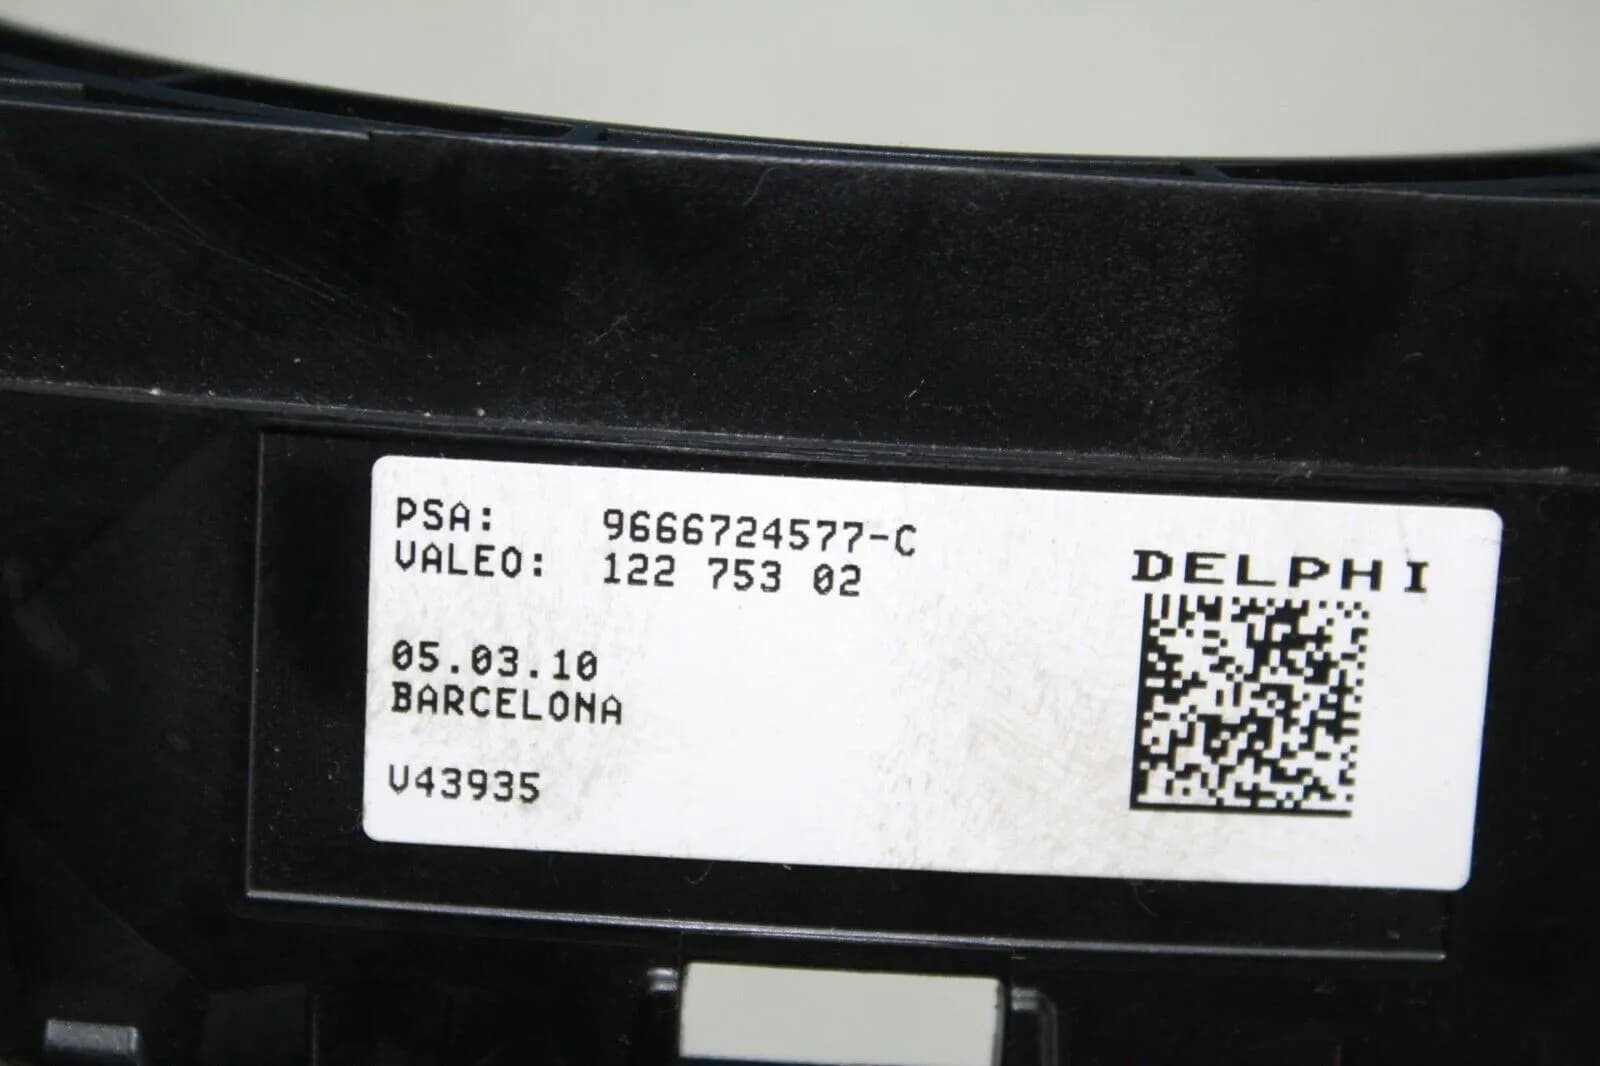 PSA: 9666724577-C
VALEO: 122 753 02
DELPHI
05.03.10
BARCELONA
V43935